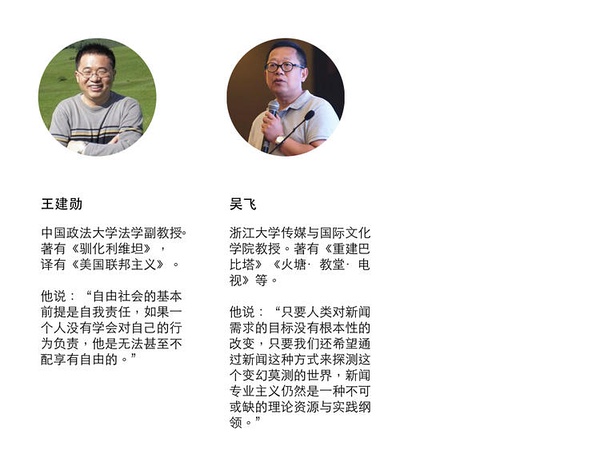 王建勋
中国政法大学法学副教授。
著有《驯化利维坦》，
译有《美国联邦主义》。
他说：“自由社会的基本
前提是自我责任，如果一
个人没有学会对自己的行
为负责，他是无法甚至不
配享有自由的。”
吴飞
浙江大学传媒与国际文化
学院教授。著有《重建巴
比塔》《火塘· 教堂· 电
视》等。
他说：“只要人类对新闻
需求的目标没有根本性的
改变，只要我们还希望通
过新闻这种方式来探测这
个变幻莫测的世界，新闻
专业主义仍然是一种不可
或缺的理论资源与实践纲
领。”